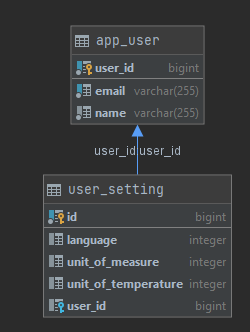 app_user
user_id bigint
email varchar(255)
name varchar(255)
user_id user_id
user_setting
id bigint
language integer
unit_of_measure integer
unit_of_temperature integer
user_id bigint